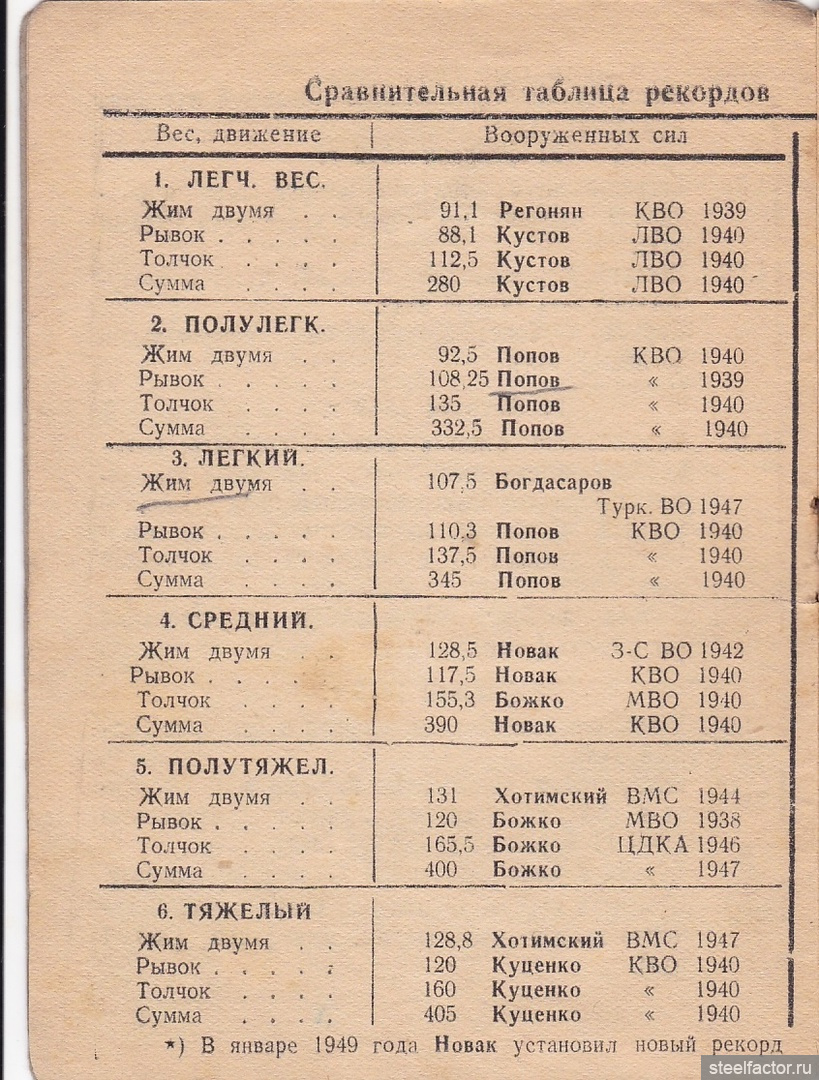 Сравнительная таблица рекордов
Вес, движение Вооруженных сил
1. ЛЕГЧ. ВЕС.
Жим двумя . . 91,1 Регонян КВО 1939
Рывок . . . . . 88,1 Кустов ЛВО 1940
Толчок . . . . 112,5 Кустов ЛВО 1940
Сумма . . . . 280 Кустов ЛВО 1940
2. ПОЛУЛЕГК.
Жим двумя . . 92,5 Попов КВО 1940
Рывок . . . . 108,25 Попов « 1939
Толчок . . . . 135 Попов « 1940
Сумма . . . . 332,5 Попов « 1940
3. ЛЕГКИЙ.
Жим двумя . . 107,5 Богдасаров
Турк. ВО 1947
Рывок . . . . . 110,3 Попов КВО 1940
Толчок . . . . 137,5 Попов « 1940
Сумма . . . . 345 Попов « 1940
4. СРЕДНИЙ.
Жим двумя . . 128,5 Новак З-С ВО 1942
Рывок . . . . 117,5 Новак КВО 1940
Толчок . . . . 155,3 Божко МВО 1940
Сумма . . . . 390 Новак КВО 1940
5. ПОЛУТЯЖЕЛ.
Жим двумя . . 131 Хотимский ВМС 1944
Рывок . . . . . 120 Божко МВО 1938
Толчок . . . . 165,5 Божко ЦДКА 1946
Сумма . . . . 400 Божко « 1947
6. ТЯЖЕЛЫЙ
Жим двумя . . 128,8 Хотимский ВМС 1947
Рывок . . . . . 120 Куценко КВО 1940
Толчок . . . . 160 Куценко « 1940
Сумма . . . . 405 Куценко « 1940
*) В январе 1949 года Новак установил новый рекорд
steelfactor.ru